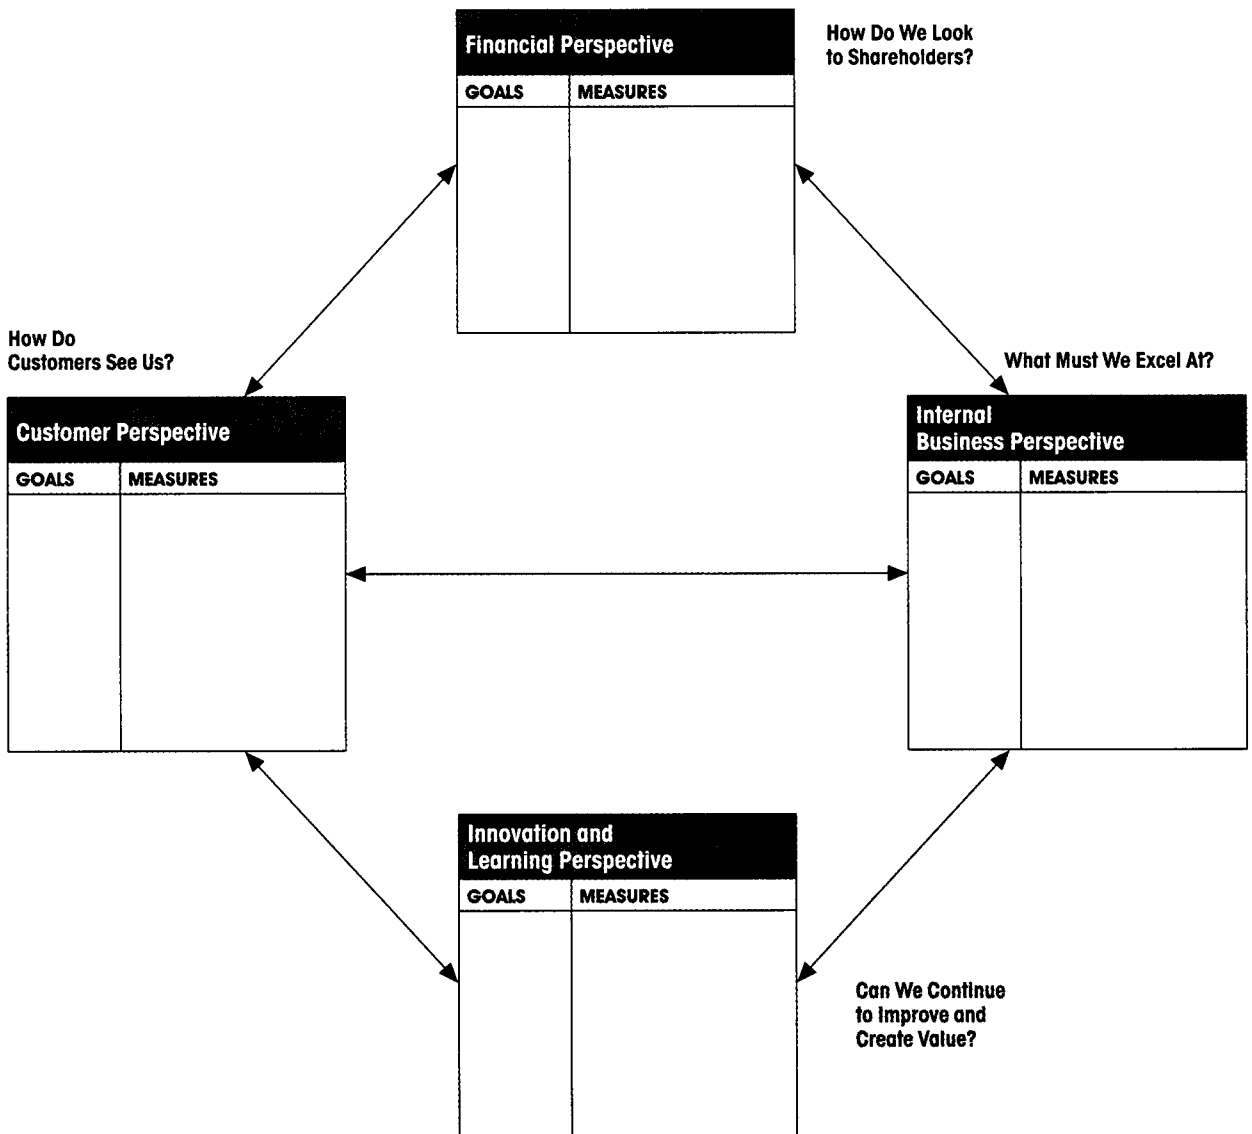 Financial Perspective
GOALS MEASURES
How Do We Look
to Shareholders?
How Do
Customers See Us?
Customer Perspective
GOALS MEASURES
What Must We Excel At?
Internal
Business Perspective
GOALS MEASURES
Innovation and
Learning Perspective
GOALS MEASURES
Can We Continue
to Improve and
Create Value?